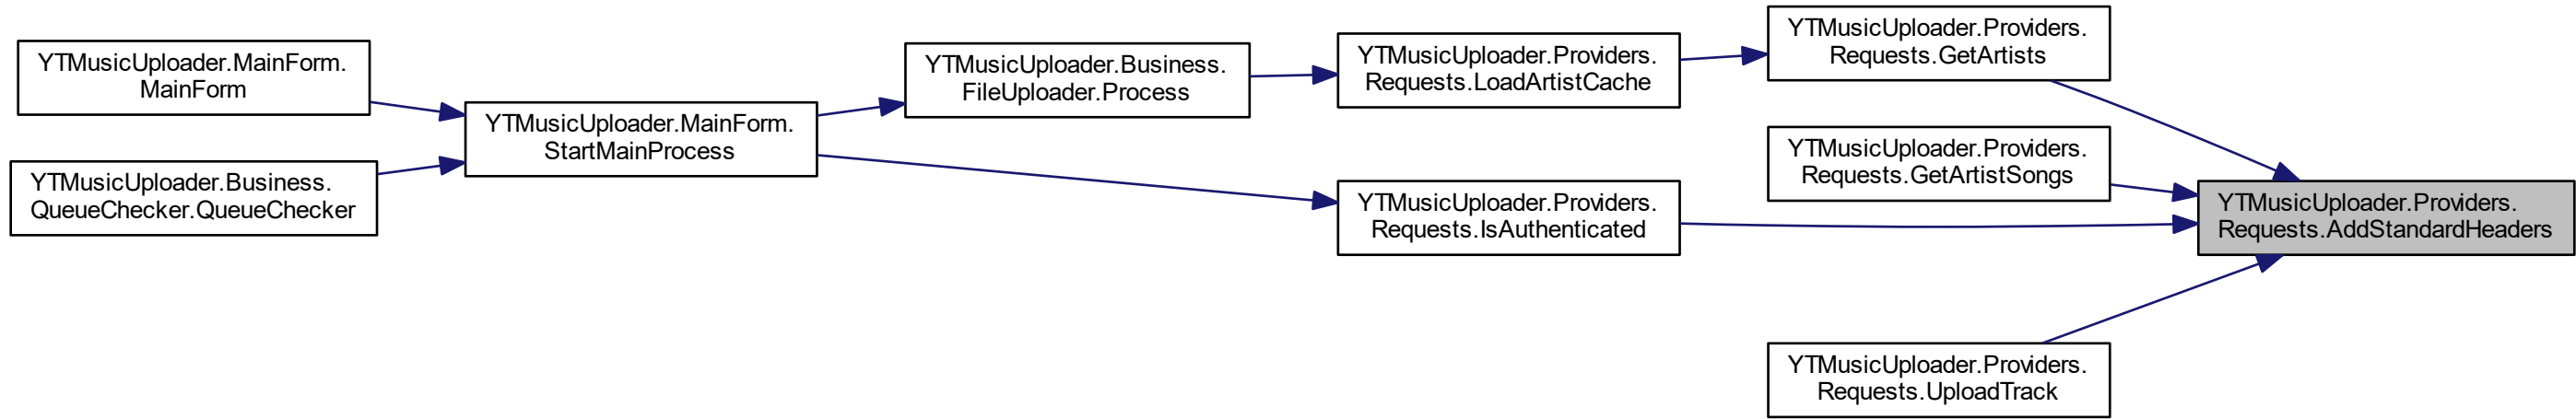 YTMusicUploader.MainForm.
MainForm
YTMusicUploader.Business.
QueueChecker.QueueChecker
YTMusicUploader.MainForm.
StartMainProcess
YTMusicUploader.Business.
FileUploader.Process
YTMusicUploader.Providers.
Requests.LoadArtistCache
YTMusicUploader.Providers.
Requests.IsAuthenticated
YTMusicUploader.Providers.
Requests.GetArtists
YTMusicUploader.Providers.
Requests.GetArtistSongs
YTMusicUploader.Providers.
Requests.UploadTrack
YTMusicUploader.Providers.
Requests.AddStandardHeaders